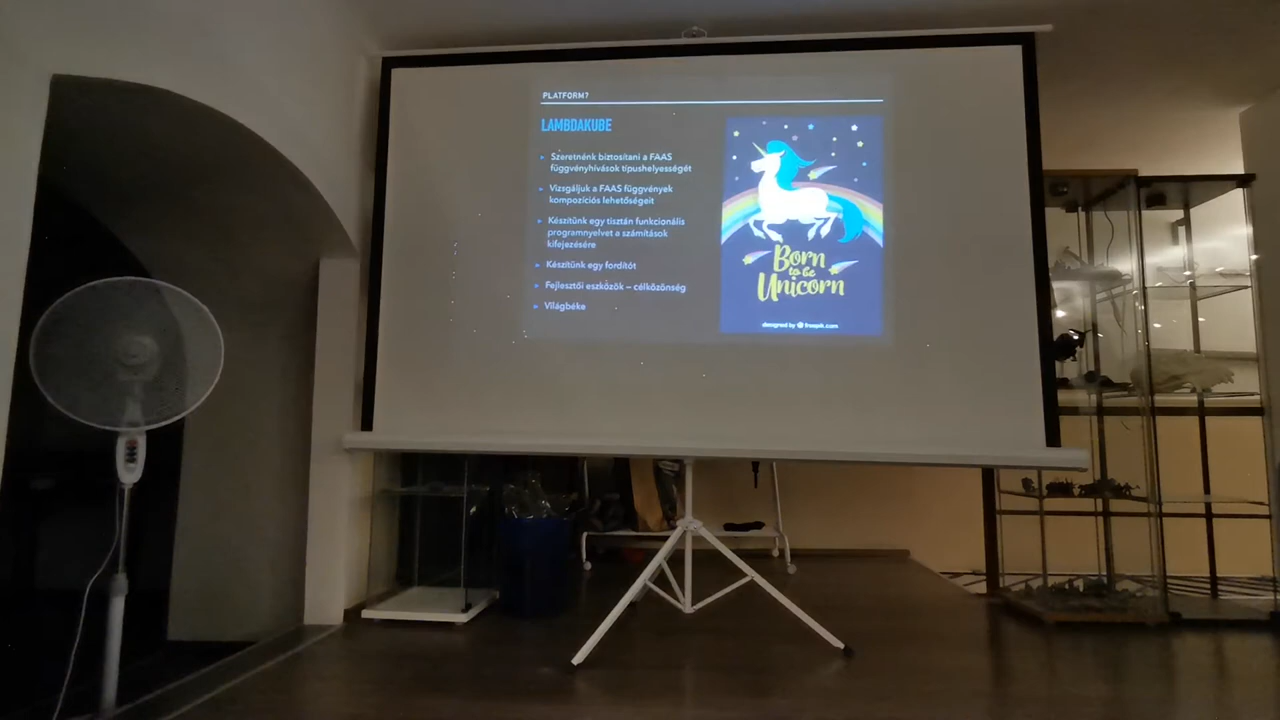 PLATFORM?
LAMBDAKUBE
Szeretnénk biztosítani a FAAS
függvényhívások típushelyességét
Vizsgáljuk a FAAS függvények
kompozíciós lehetőségeit
Készítünk egy tisztán funkcionális
programnyelvet a számítások
kifejezésére
Készítünk egy fordítót
Fejlesztői eszközök – célközönség
Világbéke
Born
to be
Unicorn
designed by freepik.com